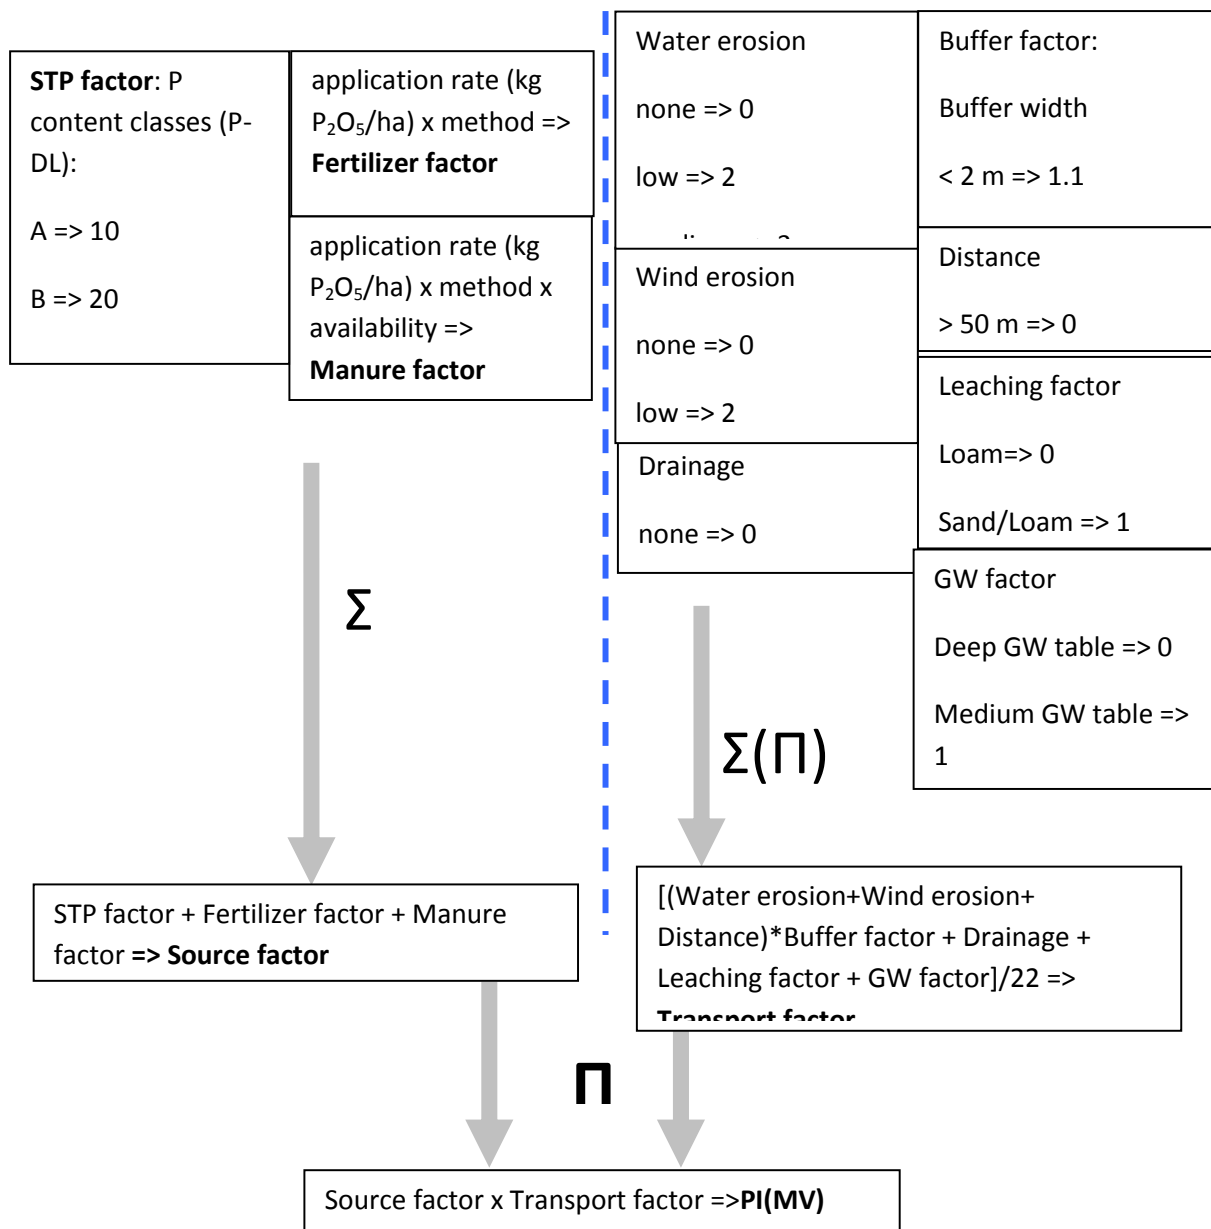 STP factor: P
content classes (P-
DL):
A => 10
B => 20
application rate (kg
P₂O₅/ha) x method =>
Fertilizer factor
application rate (kg
P₂O₅/ha) x method x
availability =>
Manure factor
Σ
STP factor + Fertilizer factor + Manure
factor => Source factor
Water erosion
none => 0
low => 2
Wind erosion
none => 0
low => 2
Drainage
none => 0
Buffer factor:
Buffer width
< 2 m => 1.1
Distance
> 50 m => 0
Leaching factor
Loam=> 0
Sand/Loam => 1
GW factor
Deep GW table => 0
Medium GW table =>
1
Σ(Π)
[(Water erosion+Wind erosion+
Distance)*Buffer factor + Drainage +
Leaching factor + GW factor]/22 =>
Transport factor
Π
Source factor x Transport factor =>PI(MV)